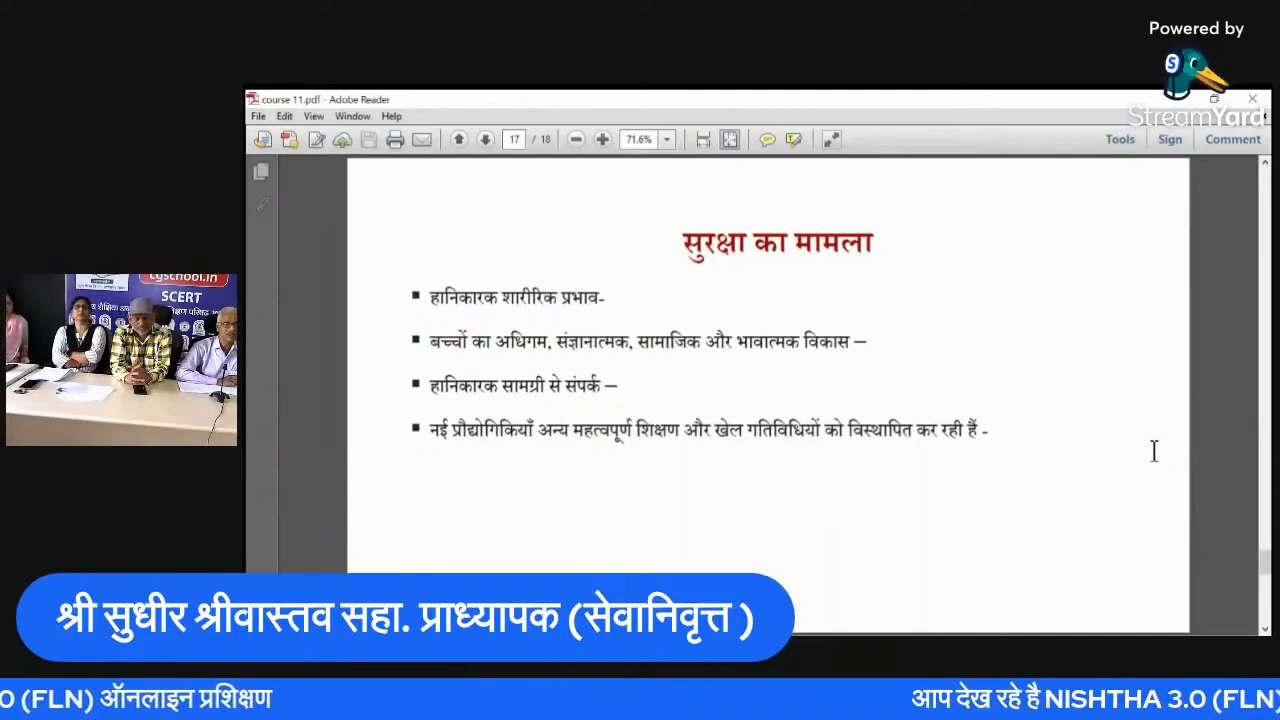 Powered by
StreamYard
course 11.pdf - Adobe Reader
File Edit View Window Help
17 / 18 71.6% Tools Sign Comment
सुरक्षा का मामला
हानिकारक शारीरिक प्रभाव-
बच्चों का अधिगम, संज्ञानात्मक, सामाजिक और भावात्मक विकास –
हानिकारक सामग्री से संपर्क –
नई प्रौद्योगिकियाँ अन्य महत्वपूर्ण शिक्षण और खेल गतिविधियों को विस्थापित कर रही हैं -
cgschool.in
SCERT
श्री सुधीर श्रीवास्तव सहा. प्राध्यापक (सेवानिवृत्त )
.0 (FLN) ऑनलाइन प्रशिक्षण आप देख रहे है NISHTHA 3.0 (FLN)